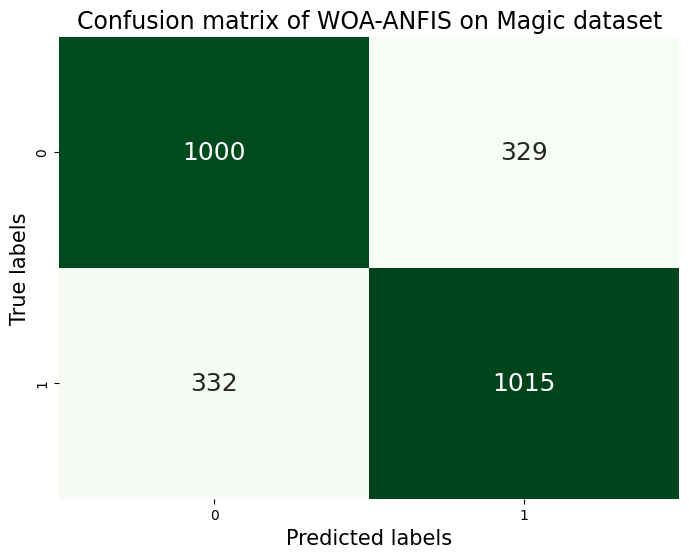 Confusion matrix of WOA-ANFIS on Magic dataset
True labels
0
1000
329
1
332
1015
0
1
Predicted labels